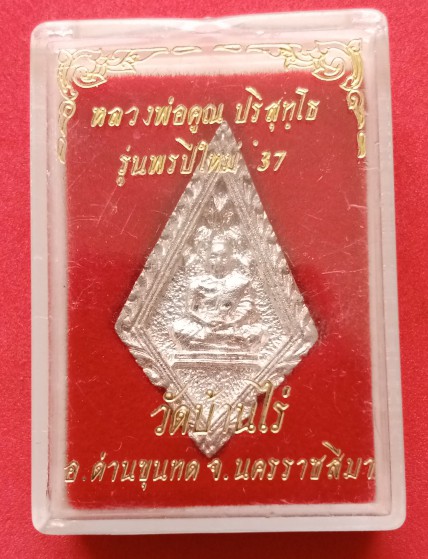 หลวงพ่อคูณ ปริสุทฺโธ
รุ่นพรปีใหม่ '37
วัดบ้านไร่
อ.ด่านขุนทด จ.นครราชสีมา